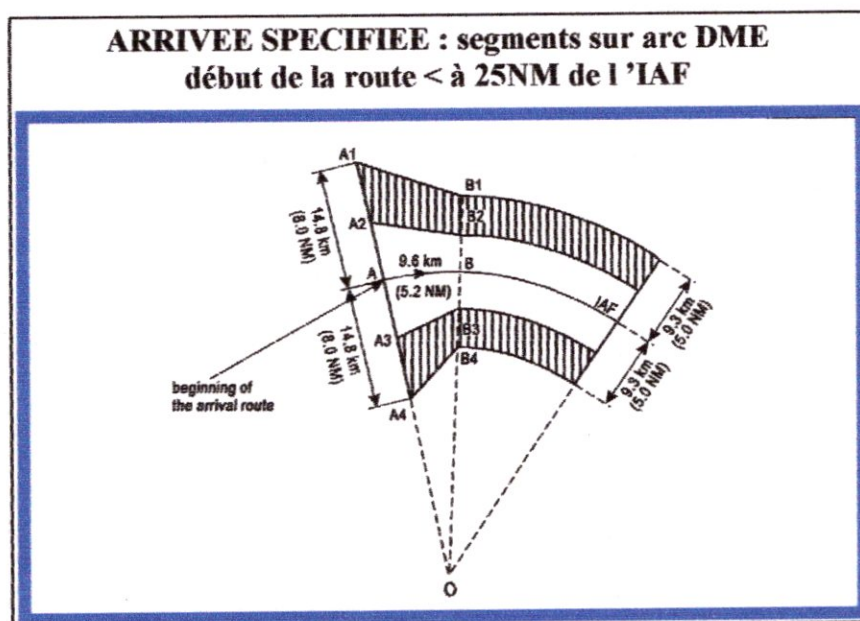 ARRIVEE SPECIFIEE : segments sur arc DME
début de la route < à 25NM de l ’IAF
A1
B1
B2
A2
14.8 km
(8.0 NM)
A
9.6 km
B
(5.2 NM)
IAF
A3
B3
B4
14.8 km
(8.0 NM)
9.3 km
(5.0 NM)
9.3 km
(5.0 NM)
beginning of
the arrival route
A4
O